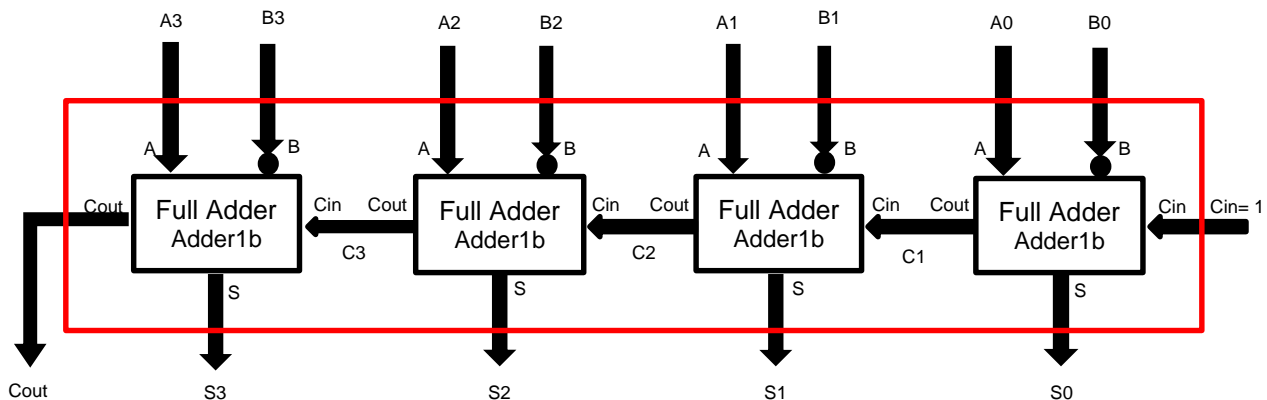 A3 B3 A2 B2 A1 B1 A0 B0
A B A B A B A B
Cout Full Adder Cin Cout Full Adder Cin Cout Full Adder Cin Cout Full Adder Cin Cin= 1
Adder1b Adder1b Adder1b Adder1b
C3 C2 C1
S S S S
Cout S3 S2 S1 S0